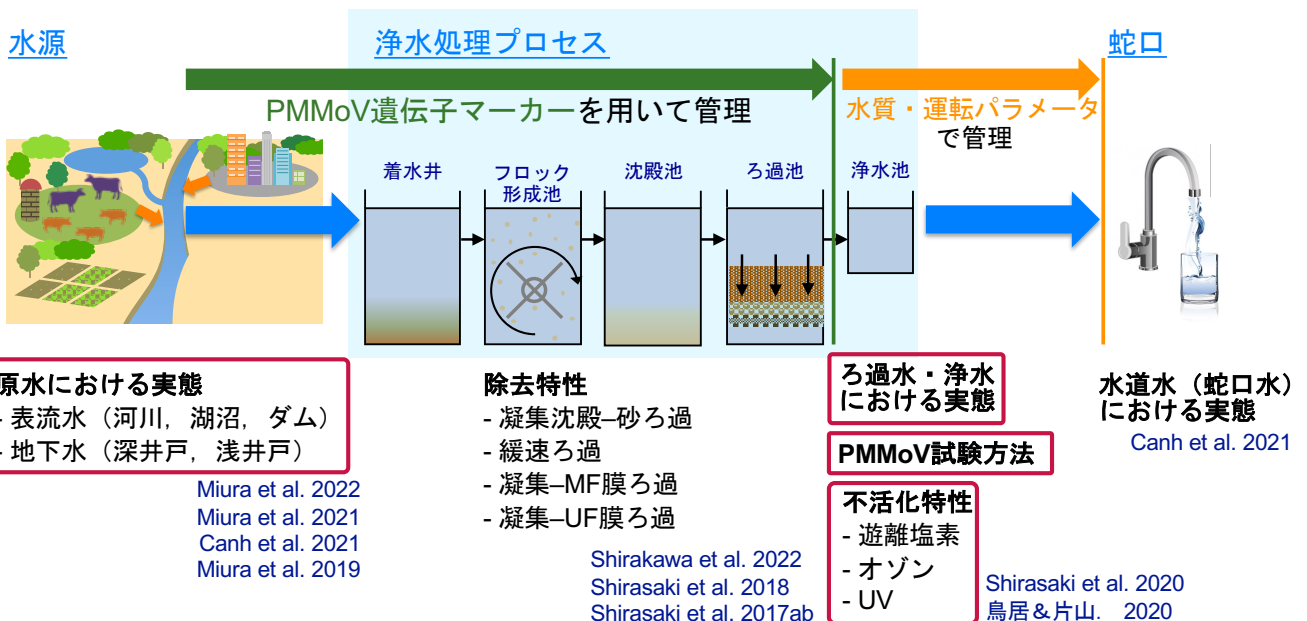 水源
浄水処理プロセス
蛇口
PMMoV遺伝子マーカーを用いて管理
水質・運転パラメータ
で管理
着水井
フロック
形成池
沈殿池
ろ過池
浄水池
原水における実態
- 表流水（河川，湖沼，ダム）
- 地下水（深井戸，浅井戸）
Miura et al. 2022
Miura et al. 2021
Canh et al. 2021
Miura et al. 2019
除去特性
- 凝集沈殿–砂ろ過
- 緩速ろ過
- 凝集–MF膜ろ過
- 凝集–UF膜ろ過
Shirakawa et al. 2022
Shirasaki et al. 2018
Shirasaki et al. 2017ab
ろ過水・浄水
における実態
PMMoV試験方法
不活化特性
- 遊離塩素
- オゾン
- UV
Shirasaki et al. 2020
鳥居＆片山. 2020
水道水（蛇口水）
における実態
Canh et al. 2021